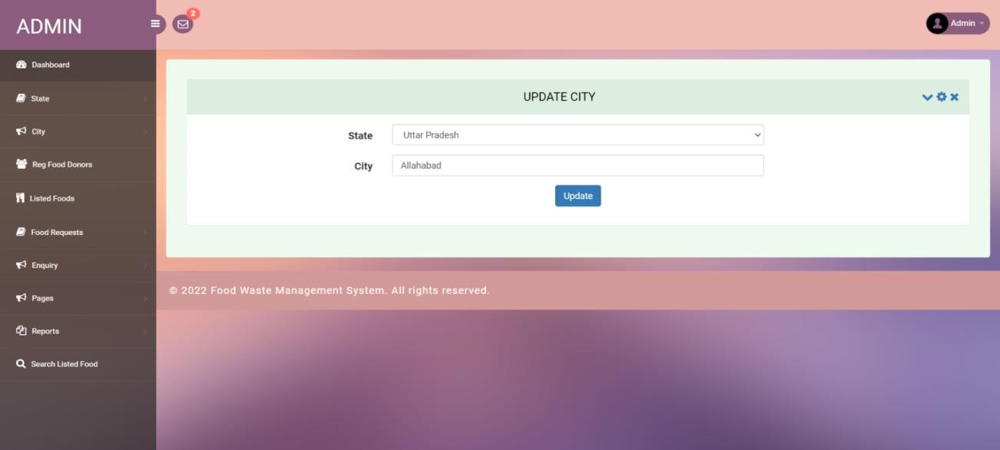 ADMIN
2
Admin
Dashboard
State
City
Reg Food Donors
Listed Foods
Food Requests
Enquiry
Pages
Reports
Search Listed Food
UPDATE CITY
State
Uttar Pradesh
City
Allahabad
Update
© 2022 Food Waste Management System. All rights reserved.